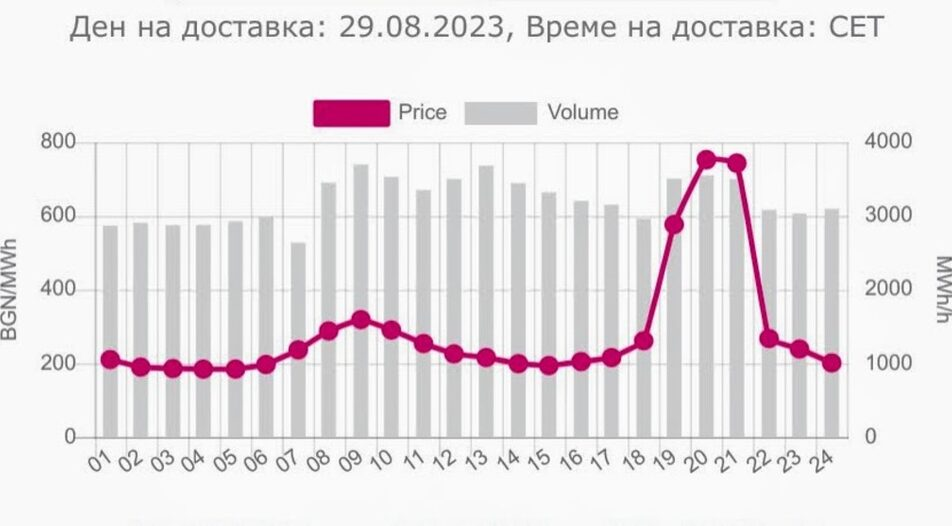 Ден на доставка: 29.08.2023, Време на доставка: CET
Price Volume
800 4000
600 3000
400 2000
200 1000
0 0
BGN/MWh
MWh/h
01 02 03 04 05 06 07 08 09 10 11 12 13 14 15 16 17 18 19 20 21 22 23 24